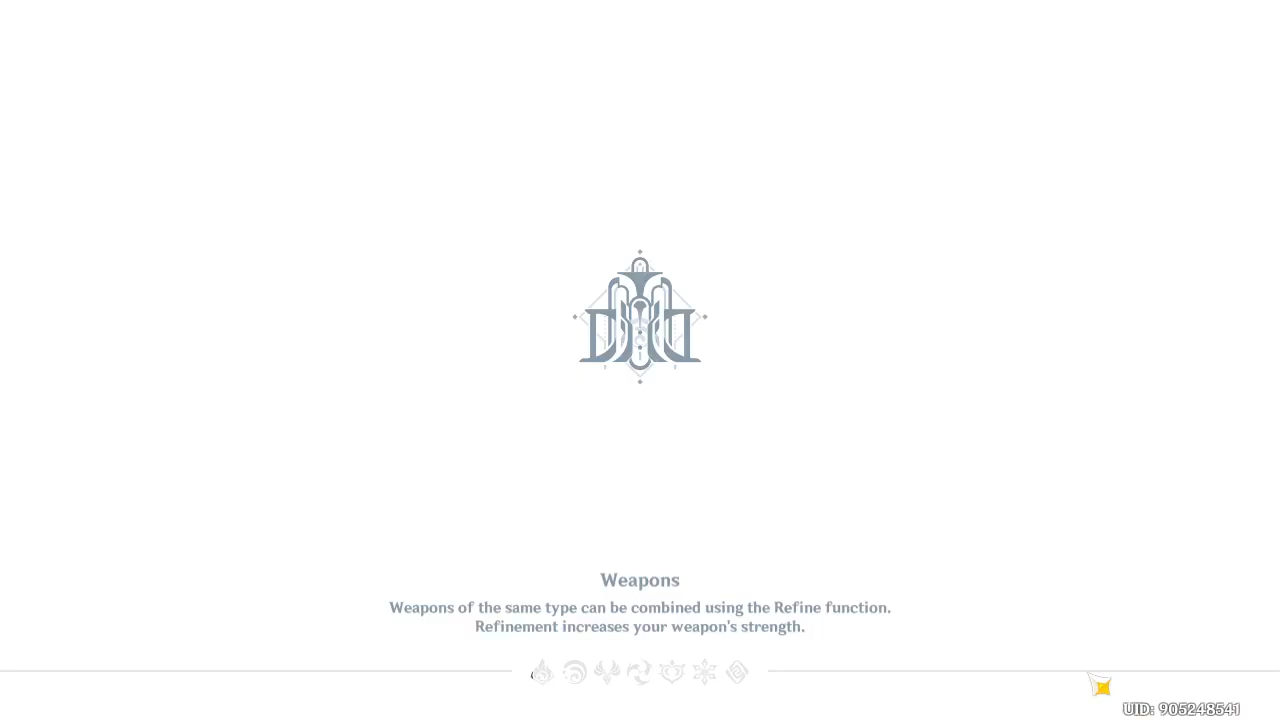 Weapons
Weapons of the same type can be combined using the Refine function.
Refinement increases your weapon's strength.
UID: 905248541